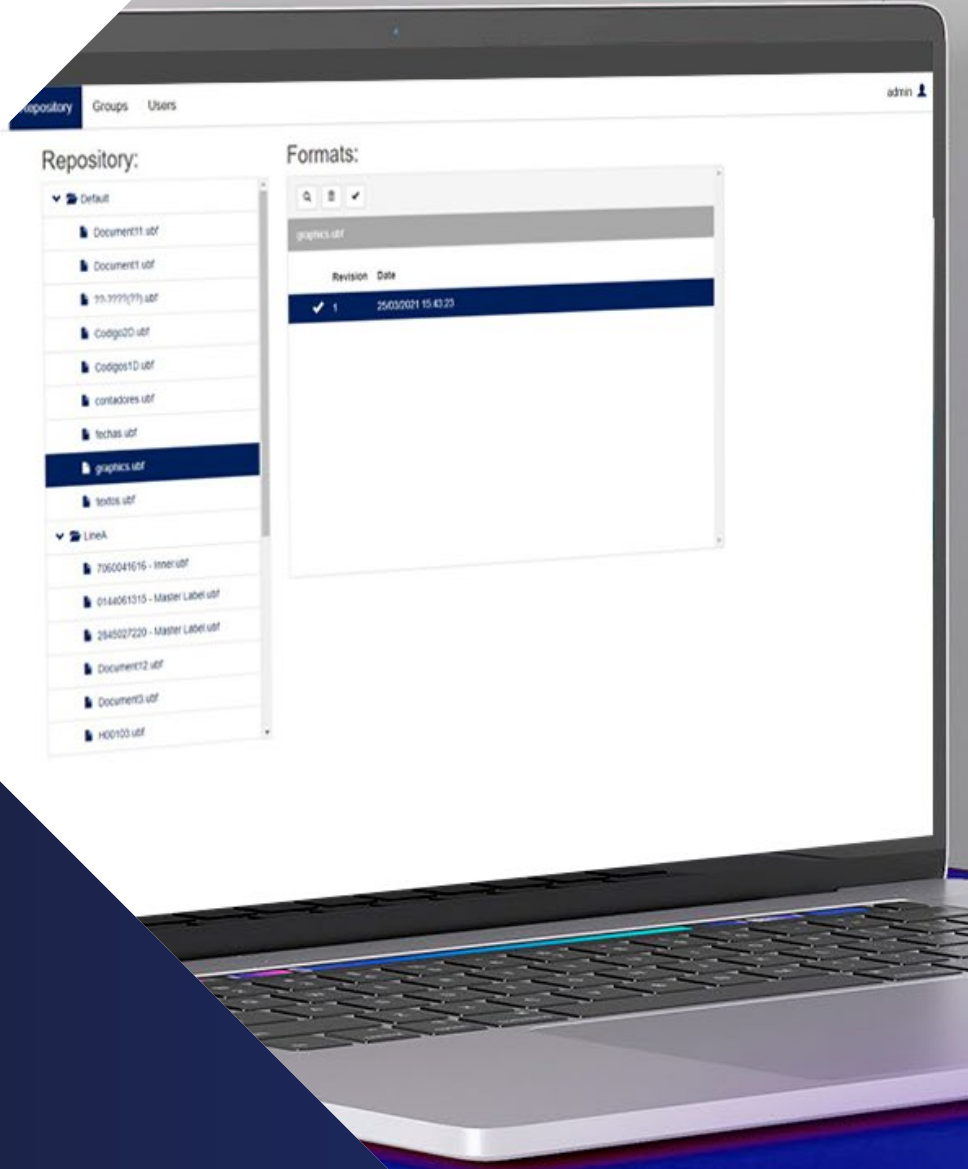 Repository Groups Users admin
Repository:
Default
Document11.ubf
Document1.ubf
??-????(??).ubf
Codigo2D.ubf
Codigos1D.ubf
contadores.ubf
fechas.ubf
graphics.ubf
textos.ubf
LineA
7060041616 - Inner.ubf
0144061315 - Master Label.ubf
2845027220 - Master Label.ubf
Document12.ubf
Document3.ubf
H00103.ubf
Formats:
graphics.ubf
Revision Date
1 25/03/2021 15:43:23